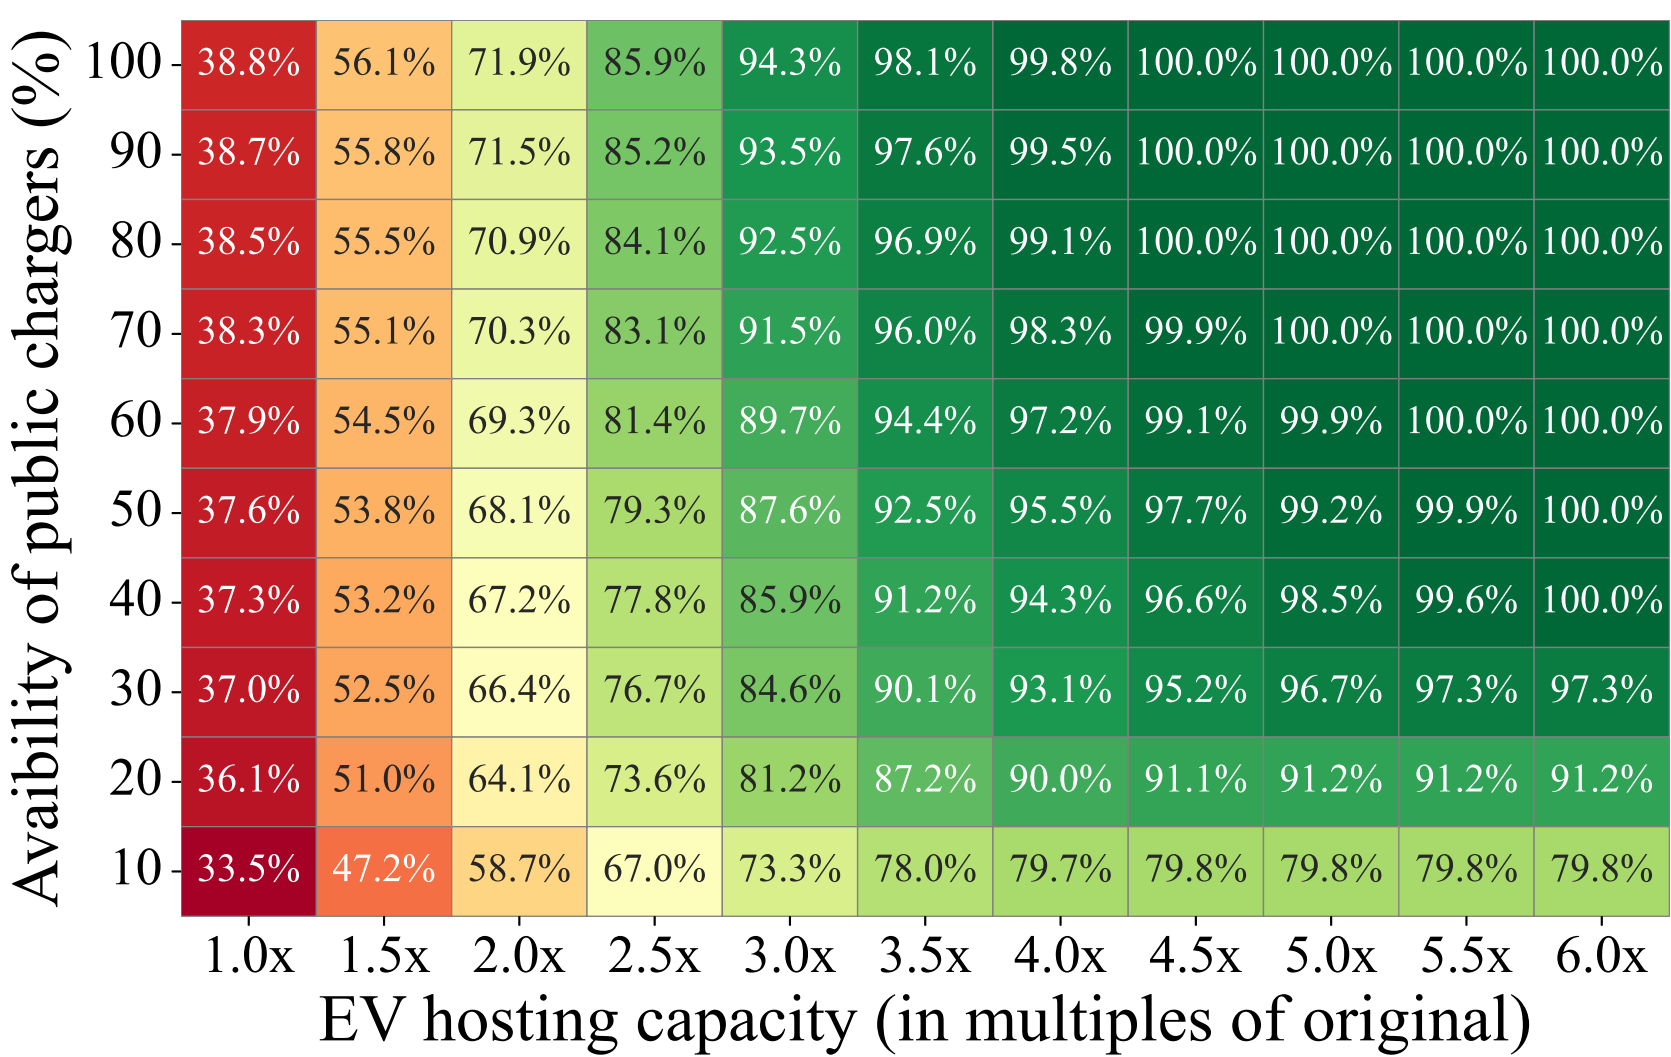 Avaibility of public chargers (%)
100 38.8% 56.1% 71.9% 85.9% 94.3% 98.1% 99.8% 100.0% 100.0% 100.0% 100.0%
90 38.7% 55.8% 71.5% 85.2% 93.5% 97.6% 99.5% 100.0% 100.0% 100.0% 100.0%
80 38.5% 55.5% 70.9% 84.1% 92.5% 96.9% 99.1% 100.0% 100.0% 100.0% 100.0%
70 38.3% 55.1% 70.3% 83.1% 91.5% 96.0% 98.3% 99.9% 100.0% 100.0% 100.0%
60 37.9% 54.5% 69.3% 81.4% 89.7% 94.4% 97.2% 99.1% 99.9% 100.0% 100.0%
50 37.6% 53.8% 68.1% 79.3% 87.6% 92.5% 95.5% 97.7% 99.2% 99.9% 100.0%
40 37.3% 53.2% 67.2% 77.8% 85.9% 91.2% 94.3% 96.6% 98.5% 99.6% 100.0%
30 37.0% 52.5% 66.4% 76.7% 84.6% 90.1% 93.1% 95.2% 96.7% 97.3% 97.3%
20 36.1% 51.0% 64.1% 73.6% 81.2% 87.2% 90.0% 91.1% 91.2% 91.2% 91.2%
10 33.5% 47.2% 58.7% 67.0% 73.3% 78.0% 79.7% 79.8% 79.8% 79.8% 79.8%
1.0x 1.5x 2.0x 2.5x 3.0x 3.5x 4.0x 4.5x 5.0x 5.5x 6.0x
EV hosting capacity (in multiples of original)